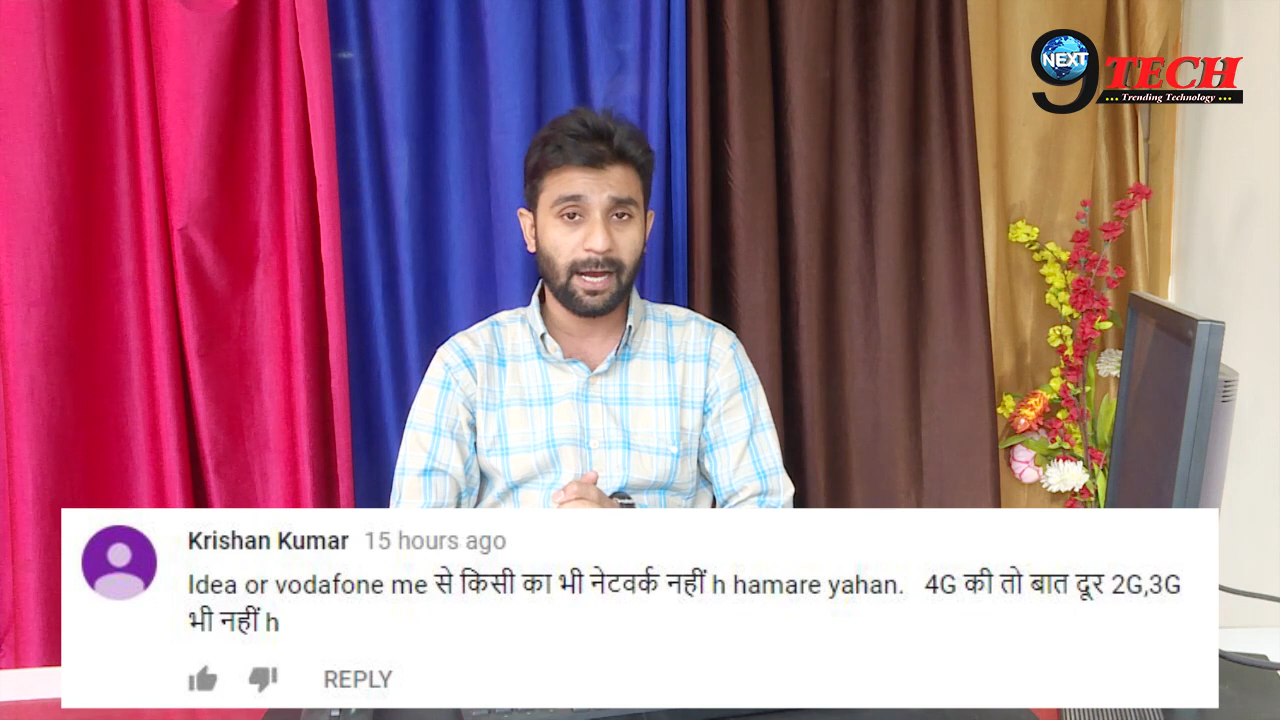 NEXT
9 TECH
... Trending Technology ...
Krishan Kumar 15 hours ago
Idea or vodafone me से किसी का भी नेटवर्क नहीं h hamare yahan. 4G की तो बात दूर 2G,3G
भी नहीं h
REPLY